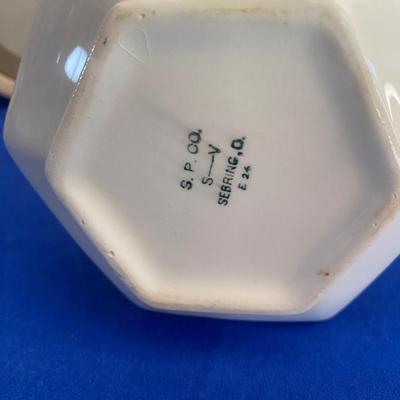 S. P. CO.
S—V
SEBRING, O.
E 24